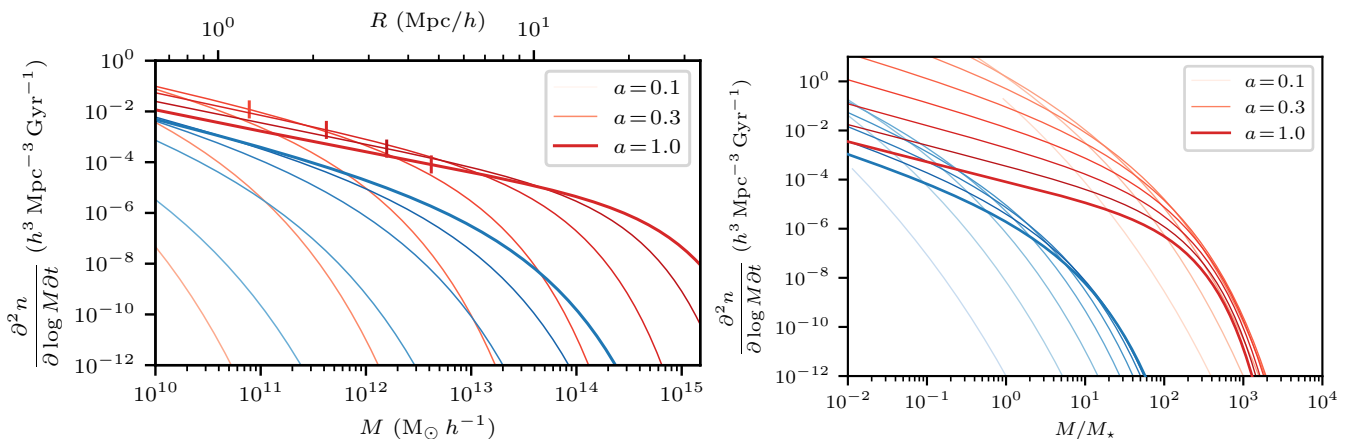 R (Mpc/h)
10^0 10^1
∂²n / ∂ log M∂t (h^3 Mpc^−3 Gyr^−1)
10^0
10^−2
10^−4
10^−6
10^−8
10^−10
10^−12
a = 0.1
a = 0.3
a = 1.0
10^10 10^11 10^12 10^13 10^14 10^15
M (M⊙ h^−1)
∂²n / ∂ log M∂t (h^3 Mpc^−3 Gyr^−1)
10^0
10^−2
10^−4
10^−6
10^−8
10^−10
10^−12
a = 0.1
a = 0.3
a = 1.0
10^−2 10^−1 10^0 10^1 10^2 10^3 10^4
M/M⋆